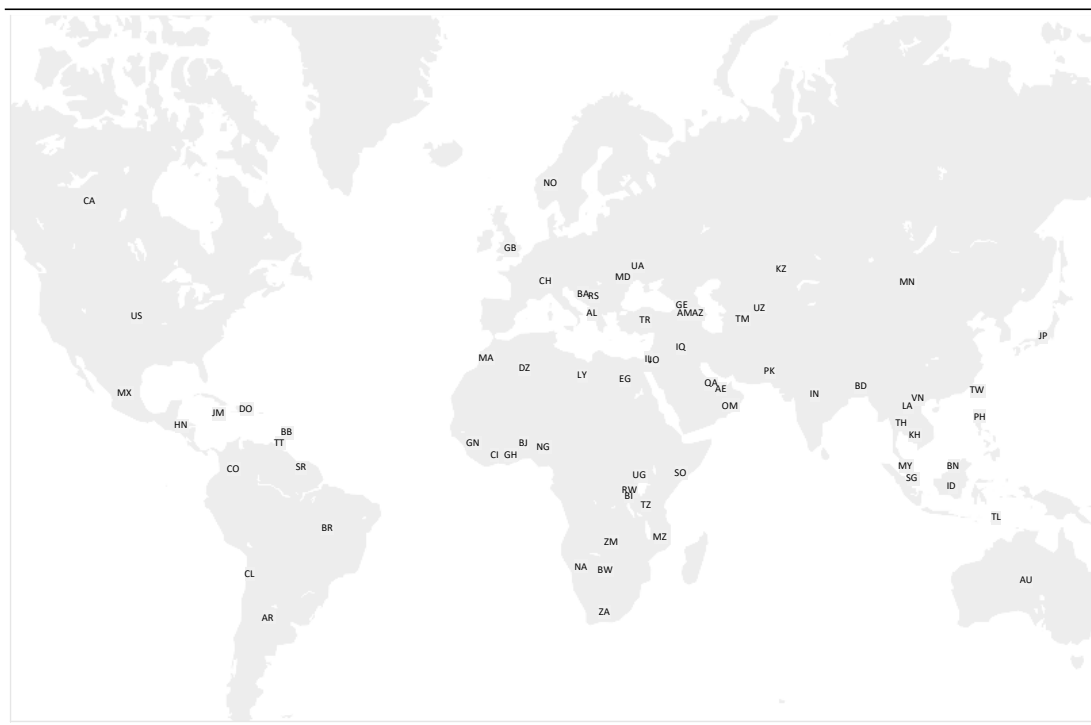 NO
CA
GB
UA
KZ
MD
CH
MN
BA RS
GE
UZ
AL
AM AZ
US
TR
TM
JP
IQ
MA
IL JO
DZ
PK
LY
EG
QA
BD
AE
TW
MX
IN
VN
OM
LA
DO
JM
PH
HN
TH
BB
KH
TT
GN
BJ
NG
CI
GH
MY
BN
CO
SR
SO
UG
SG
ID
RW
BI
TZ
TL
BR
MZ
ZM
NA
BW
CL
AU
ZA
AR